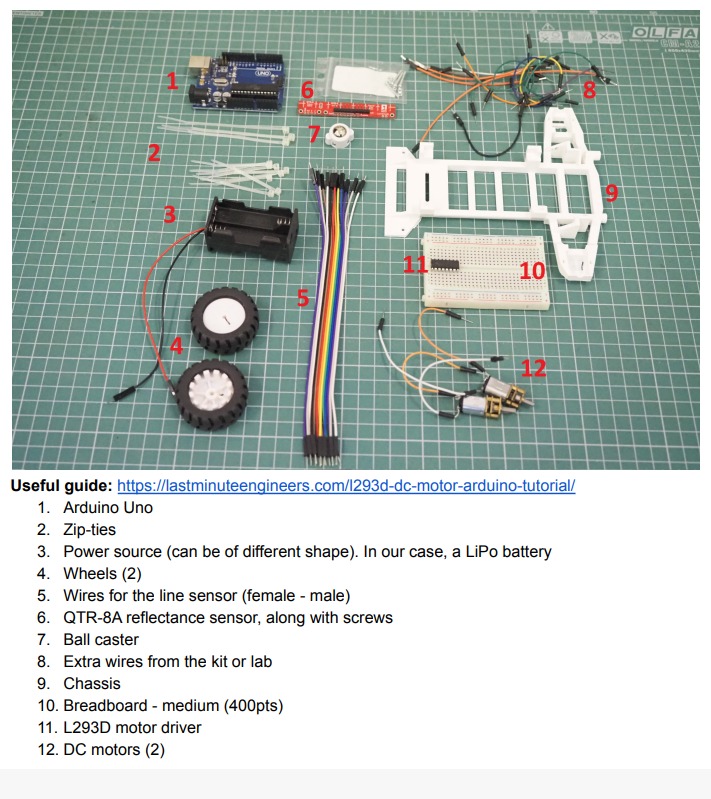 OLFA
1
UNO
2
3
4
5
6
7
8
9
10
11
12
Useful guide: https://lastminuteengineers.com/l293d-dc-motor-arduino-tutorial/
1. Arduino Uno
2. Zip-ties
3. Power source (can be of different shape). In our case, a LiPo battery
4. Wheels (2)
5. Wires for the line sensor (female - male)
6. QTR-8A reflectance sensor, along with screws
7. Ball caster
8. Extra wires from the kit or lab
9. Chassis
10. Breadboard - medium (400pts)
11. L293D motor driver
12. DC motors (2)